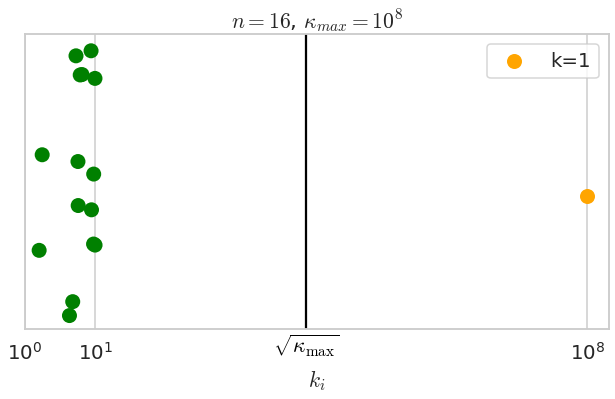 n = 16, κ_max = 10^8
k=1
10^0 10^1 √κ_max 10^8
k_i